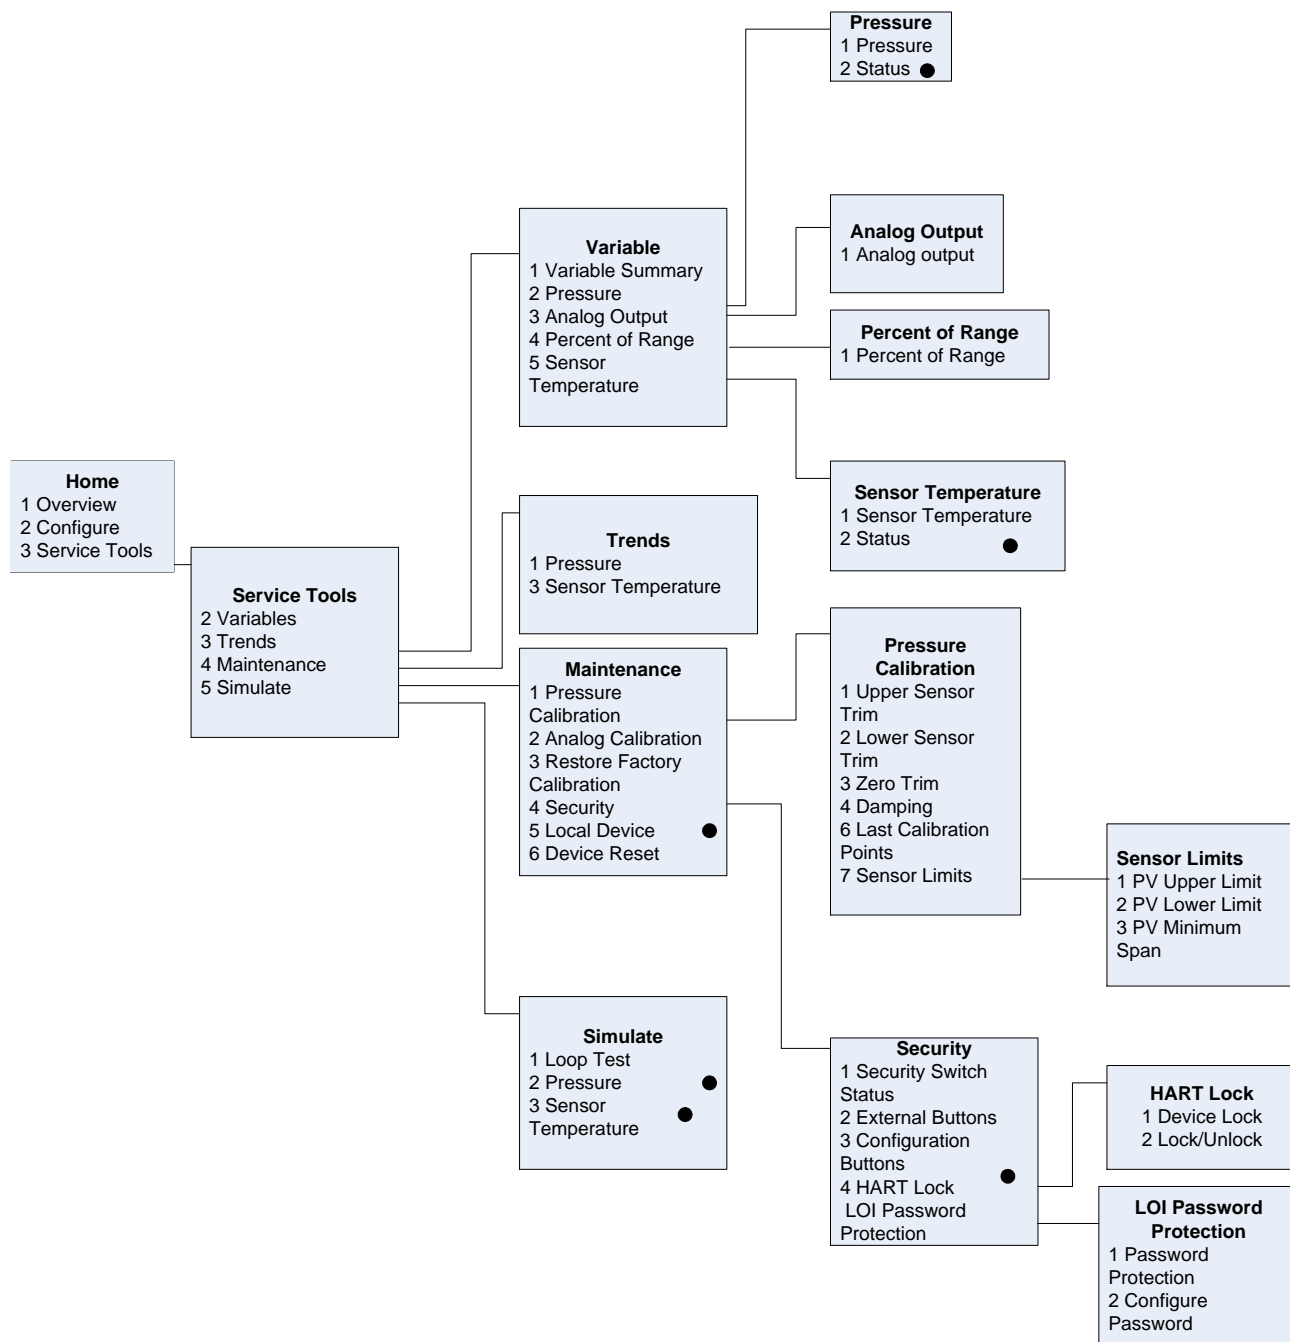 Home
1 Overview
2 Configure
3 Service Tools
Service Tools
2 Variables
3 Trends
4 Maintenance
5 Simulate
Variable
1 Variable Summary
2 Pressure
3 Analog Output
4 Percent of Range
5 Sensor
Temperature
Trends
1 Pressure
3 Sensor Temperature
Maintenance
1 Pressure
Calibration
2 Analog Calibration
3 Restore Factory
Calibration
4 Security
5 Local Device
6 Device Reset
Simulate
1 Loop Test
2 Pressure
3 Sensor
Temperature
Pressure
1 Pressure
2 Status
Analog Output
1 Analog output
Percent of Range
1 Percent of Range
Sensor Temperature
1 Sensor Temperature
2 Status
Pressure
Calibration
1 Upper Sensor
Trim
2 Lower Sensor
Trim
3 Zero Trim
4 Damping
6 Last Calibration
Points
7 Sensor Limits
Security
1 Security Switch
Status
2 External Buttons
3 Configuration
Buttons
4 HART Lock
LOI Password
Protection
Sensor Limits
1 PV Upper Limit
2 PV Lower Limit
3 PV Minimum
Span
HART Lock
1 Device Lock
2 Lock/Unlock
LOI Password
Protection
1 Password
Protection
2 Configure
Password